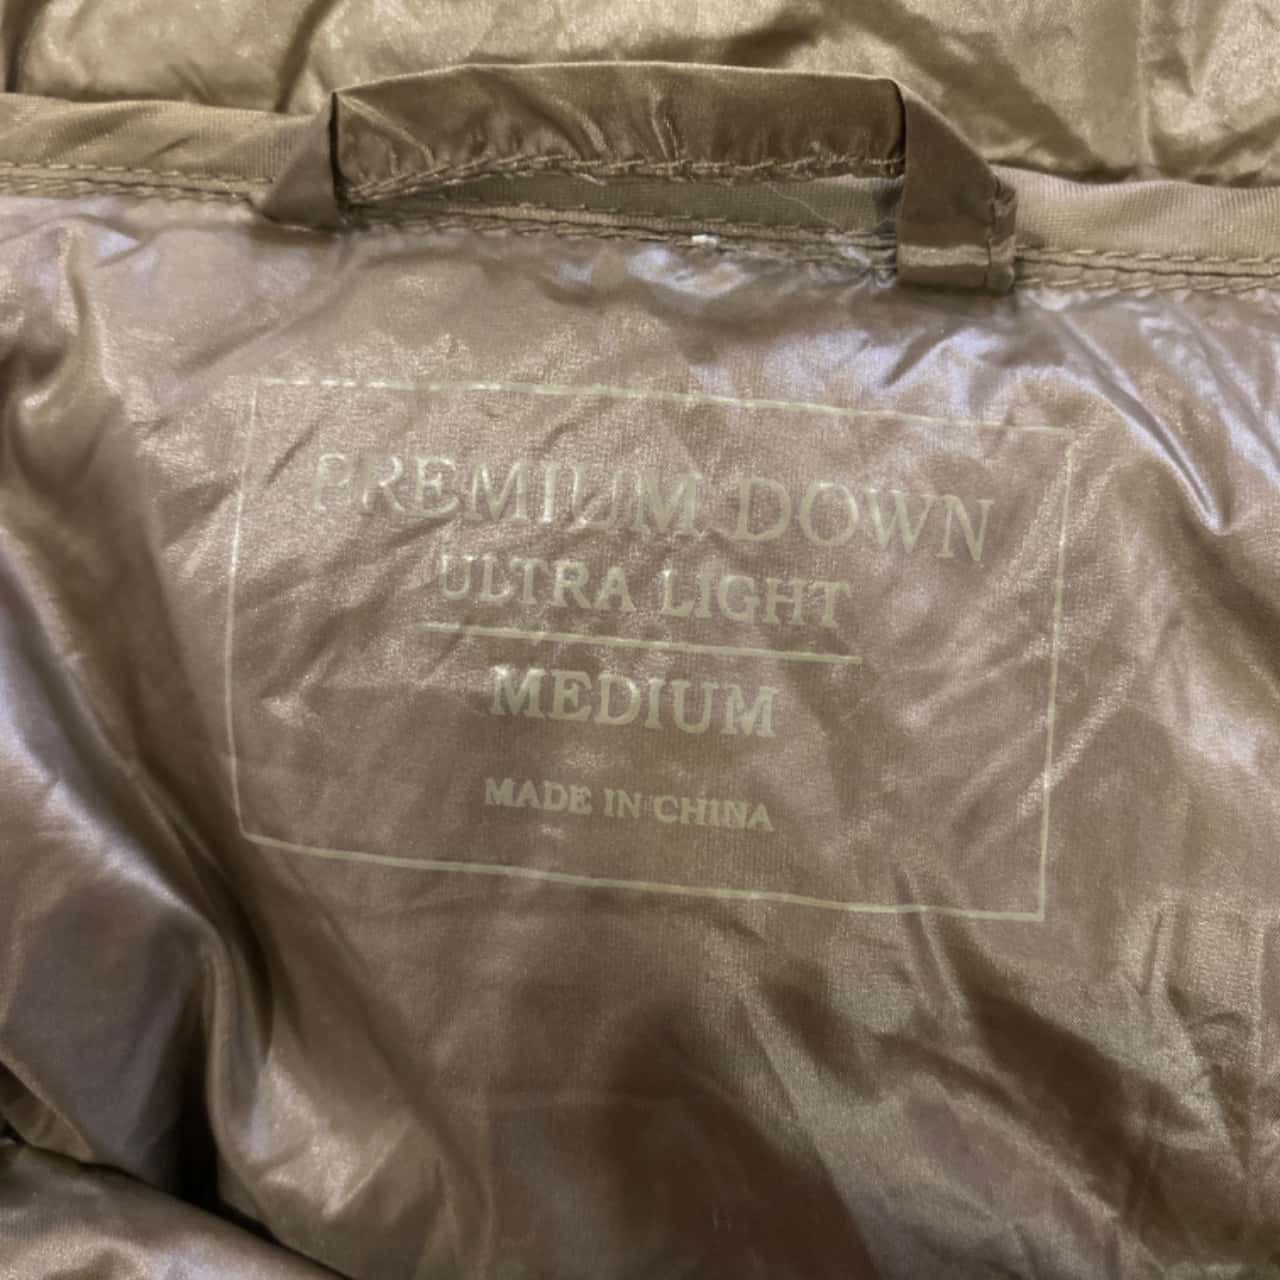 PREMIUM DOWN
ULTRA LIGHT
MEDIUM
MADE IN CHINA